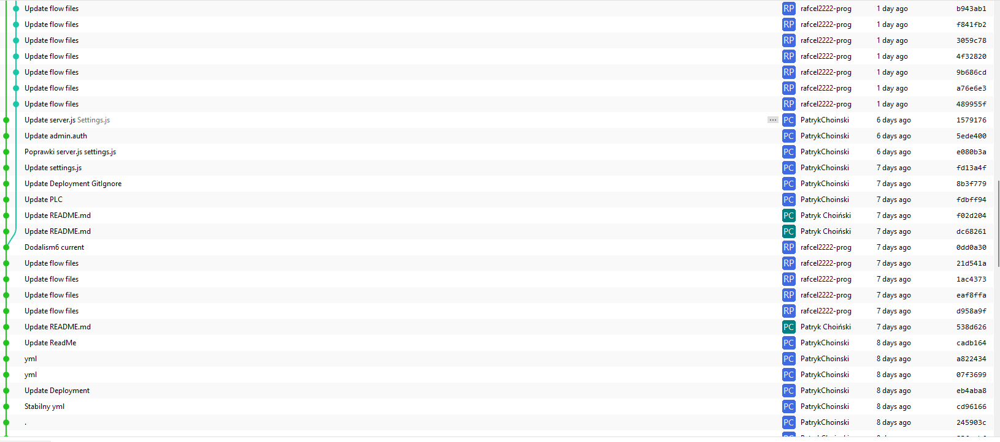 Update flow files RP rafcel2222-prog 1 day ago b943ab1
Update flow files RP rafcel2222-prog 1 day ago f841fb2
Update flow files RP rafcel2222-prog 1 day ago 3059c78
Update flow files RP rafcel2222-prog 1 day ago 4f32820
Update flow files RP rafcel2222-prog 1 day ago 9b686cd
Update flow files RP rafcel2222-prog 1 day ago a76e6e3
Update flow files RP rafcel2222-prog 1 day ago 489955f
Update server.js Settings.js ... PC PatrykChoinski 6 days ago 1579176
Update admin.auth PC PatrykChoinski 6 days ago 5ede400
Poprawki server.js settings.js PC PatrykChoinski 6 days ago e080b3a
Update settings.js PC PatrykChoinski 7 days ago fd13a4f
Update Deployment GitIgnore PC PatrykChoinski 7 days ago 8b3f779
Update PLC PC PatrykChoinski 7 days ago fdbff94
Update README.md PC Patryk Choiński 7 days ago f02d204
Update README.md PC Patryk Choiński 7 days ago dc68261
Dodalism6 current RP rafcel2222-prog 7 days ago 0dd0a30
Update flow files RP rafcel2222-prog 7 days ago 21d541a
Update flow files RP rafcel2222-prog 7 days ago 1ac4373
Update flow files RP rafcel2222-prog 7 days ago eaf8ffa
Update flow files RP rafcel2222-prog 7 days ago d958a9f
Update README.md PC Patryk Choiński 7 days ago 538d626
Update ReadMe PC PatrykChoinski 8 days ago cadb164
yml PC PatrykChoinski 8 days ago a822434
yml PC PatrykChoinski 8 days ago 07f3699
Update Deployment PC PatrykChoinski 8 days ago eb4aba8
Stabilny yml PC PatrykChoinski 8 days ago cd96166
. PC PatrykChoinski 8 days ago 245903c